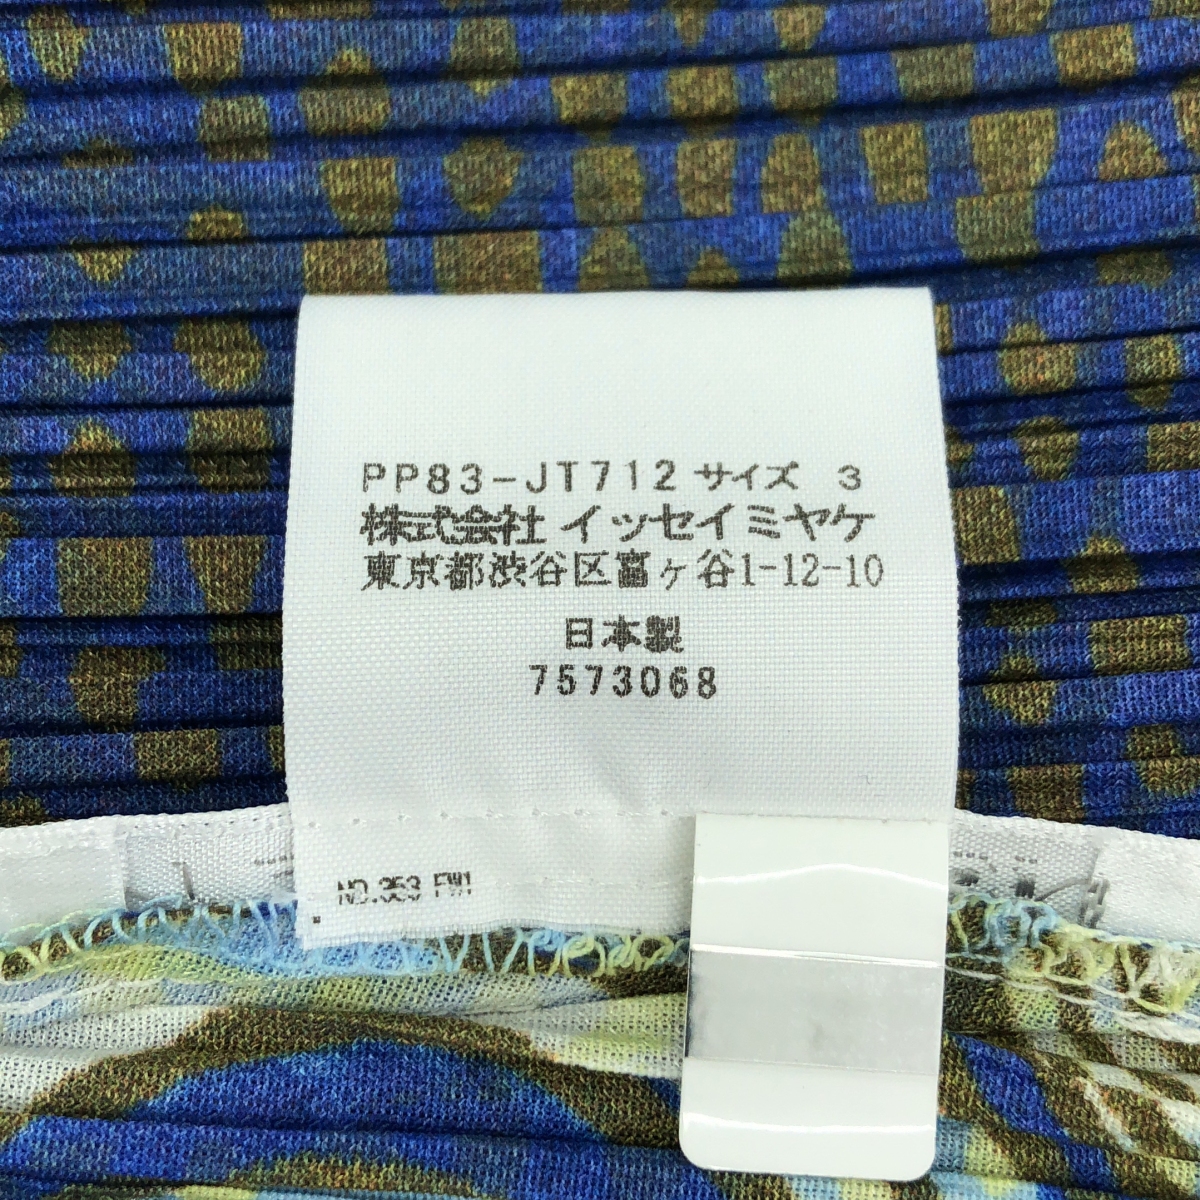 PP83-JT712 サイズ 3
株式会社 イッセイミヤケ
東京都渋谷区富ヶ谷1-12-10
日本製
7573068
NO.353 FW1